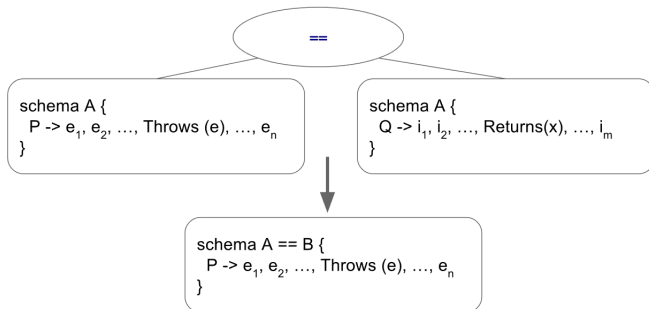 ==
schema A {
P -> e₁, e₂, …, Throws (e), …, eₙ
}
schema A {
Q -> i₁, i₂, …, Returns(x), …, iₘ
}
schema A == B {
P -> e₁, e₂, …, Throws (e), …, eₙ
}